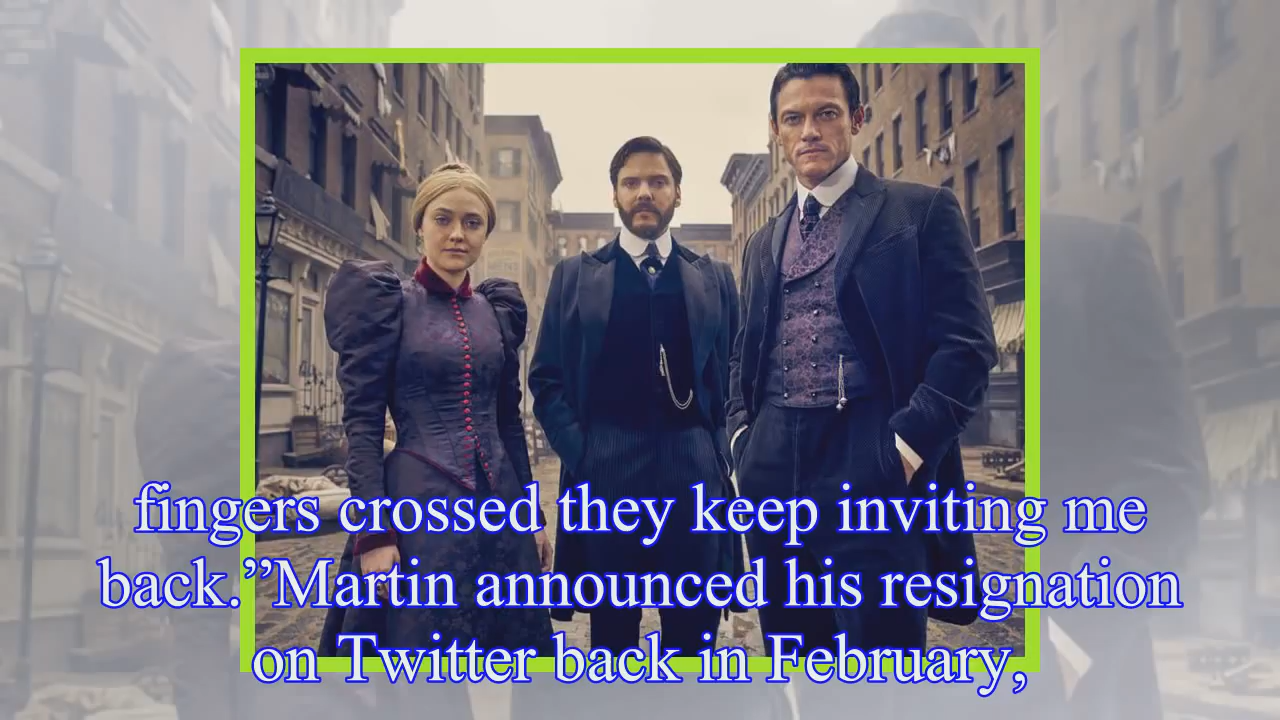 fingers crossed they keep inviting me
back.”Martin announced his resignation
on Twitter back in February,